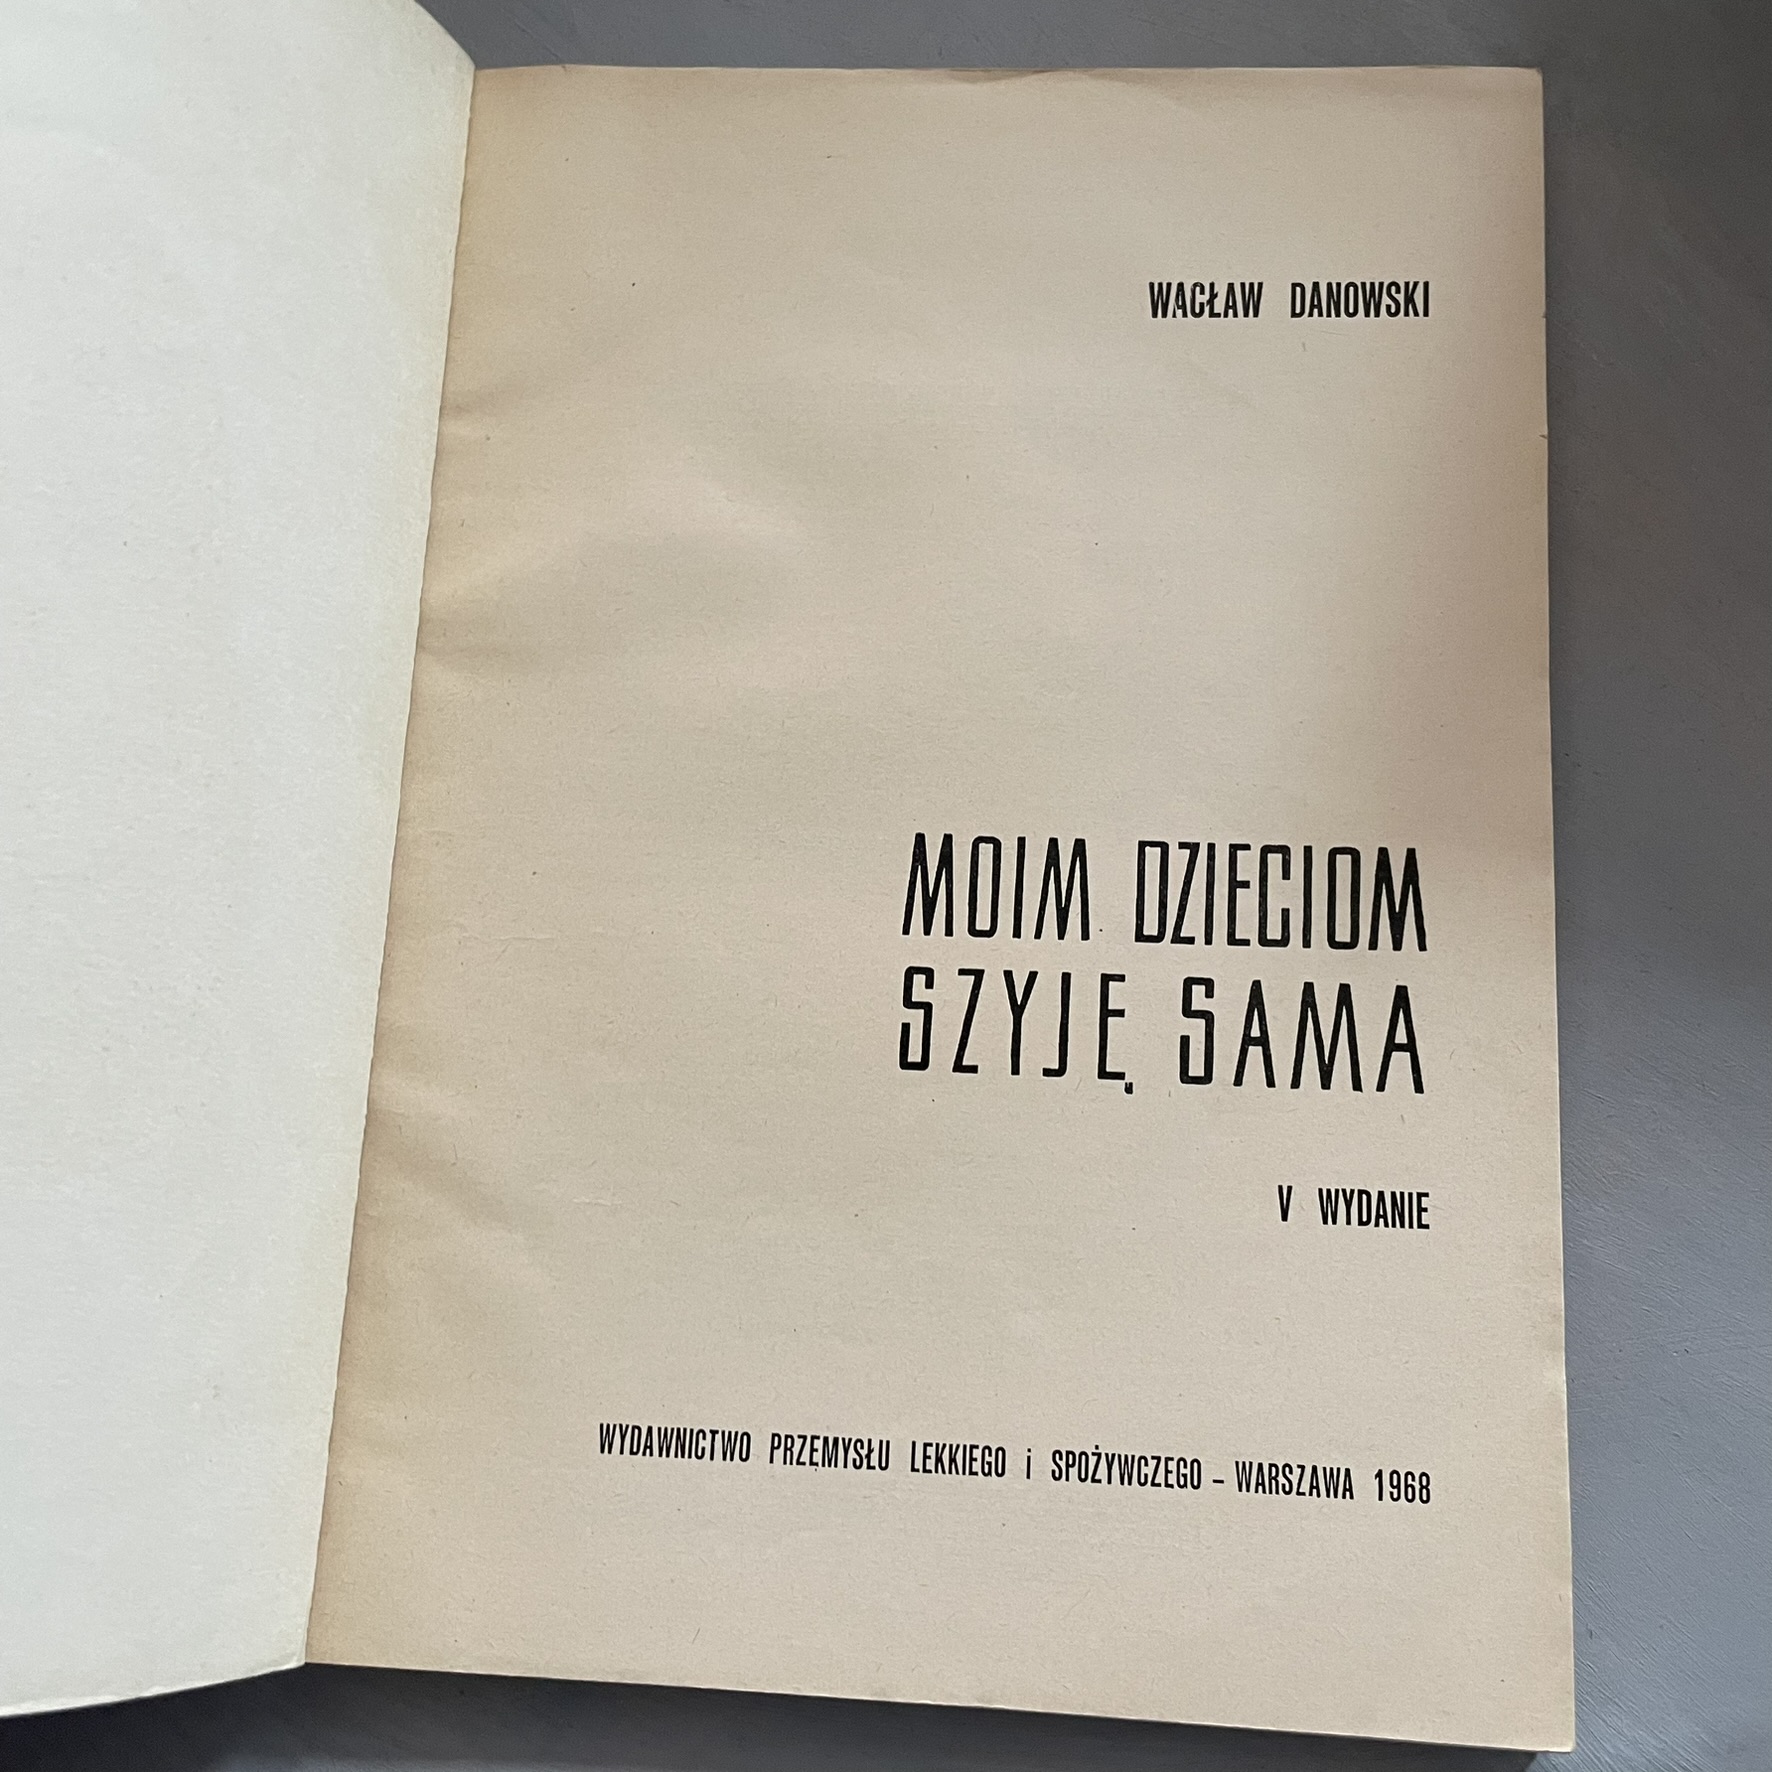 WACŁAW DANOWSKI
MOIM DZIECIOM
SZYJĘ SAMA
V WYDANIE
WYDAWNICTWO PRZEMYSŁU LEKKIEGO i SPOŻYWCZEGO – WARSZAWA 1968